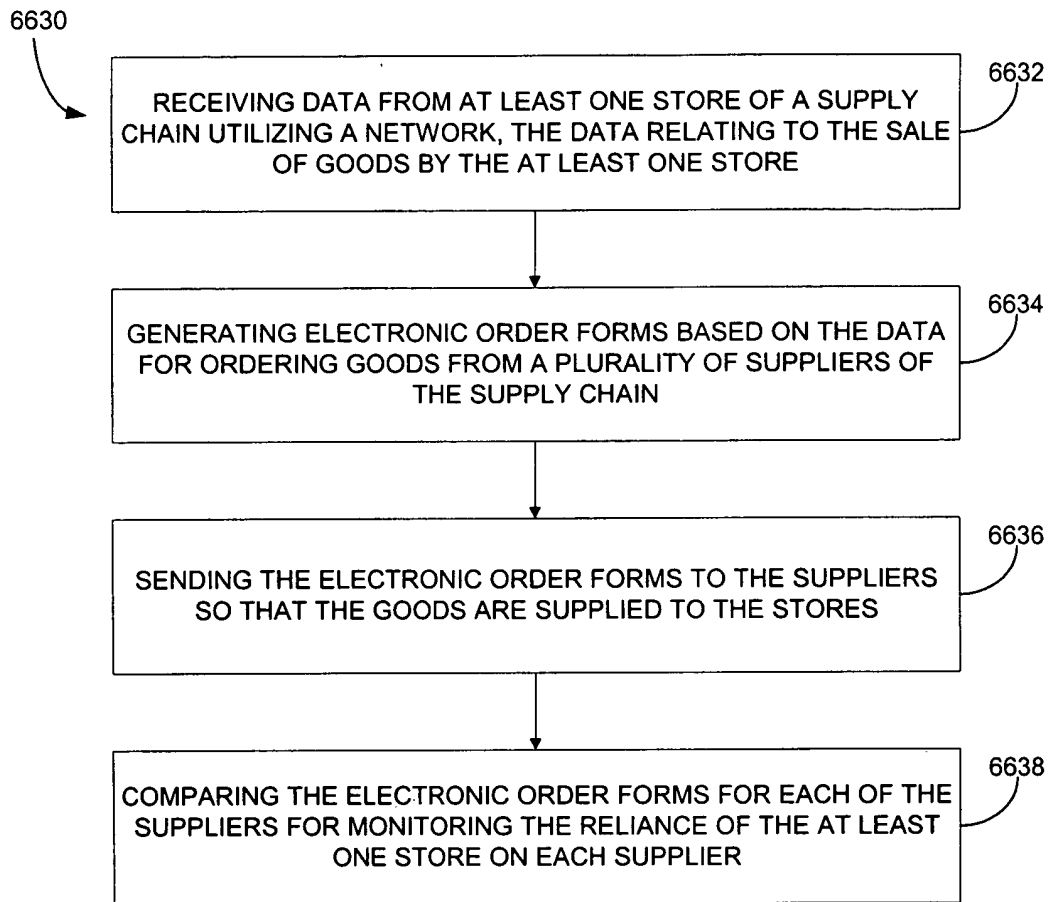 6630
6632
RECEIVING DATA FROM AT LEAST ONE STORE OF A SUPPLY
CHAIN UTILIZING A NETWORK, THE DATA RELATING TO THE SALE
OF GOODS BY THE AT LEAST ONE STORE
6634
GENERATING ELECTRONIC ORDER FORMS BASED ON THE DATA
FOR ORDERING GOODS FROM A PLURALITY OF SUPPLIERS OF
THE SUPPLY CHAIN
6636
SENDING THE ELECTRONIC ORDER FORMS TO THE SUPPLIERS
SO THAT THE GOODS ARE SUPPLIED TO THE STORES
6638
COMPARING THE ELECTRONIC ORDER FORMS FOR EACH OF THE
SUPPLIERS FOR MONITORING THE RELIANCE OF THE AT LEAST
ONE STORE ON EACH SUPPLIER